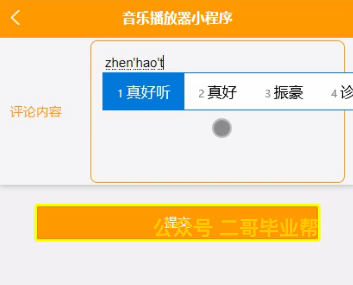 音乐播放器小程序
zhen'hao't
1 真好听 2 真好 3 振豪 4 诊
评论内容
提交
公众号 二哥毕业帮